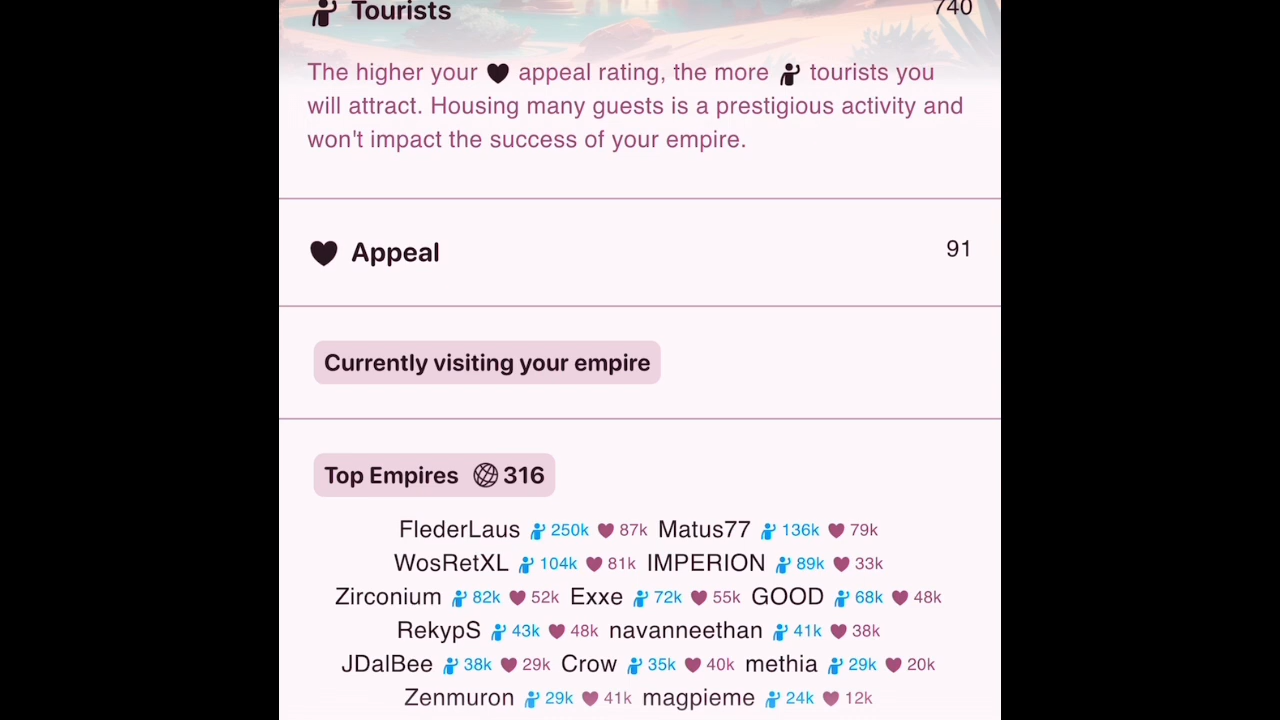 Tourists 740
The higher your appeal rating, the more tourists you
will attract. Housing many guests is a prestigious activity and
won't impact the success of your empire.
Appeal 91
Currently visiting your empire
Top Empires 316
FlederLaus 250k 87k Matus77 136k 79k
WosRetXL 104k 81k IMPERION 89k 33k
Zirconium 82k 52k Exxe 72k 55k GOOD 68k 48k
RekypS 43k 48k navanneethan 41k 38k
JDalBee 38k 29k Crow 35k 40k methia 29k 20k
Zenmuron 29k 41k magpieme 24k 12k